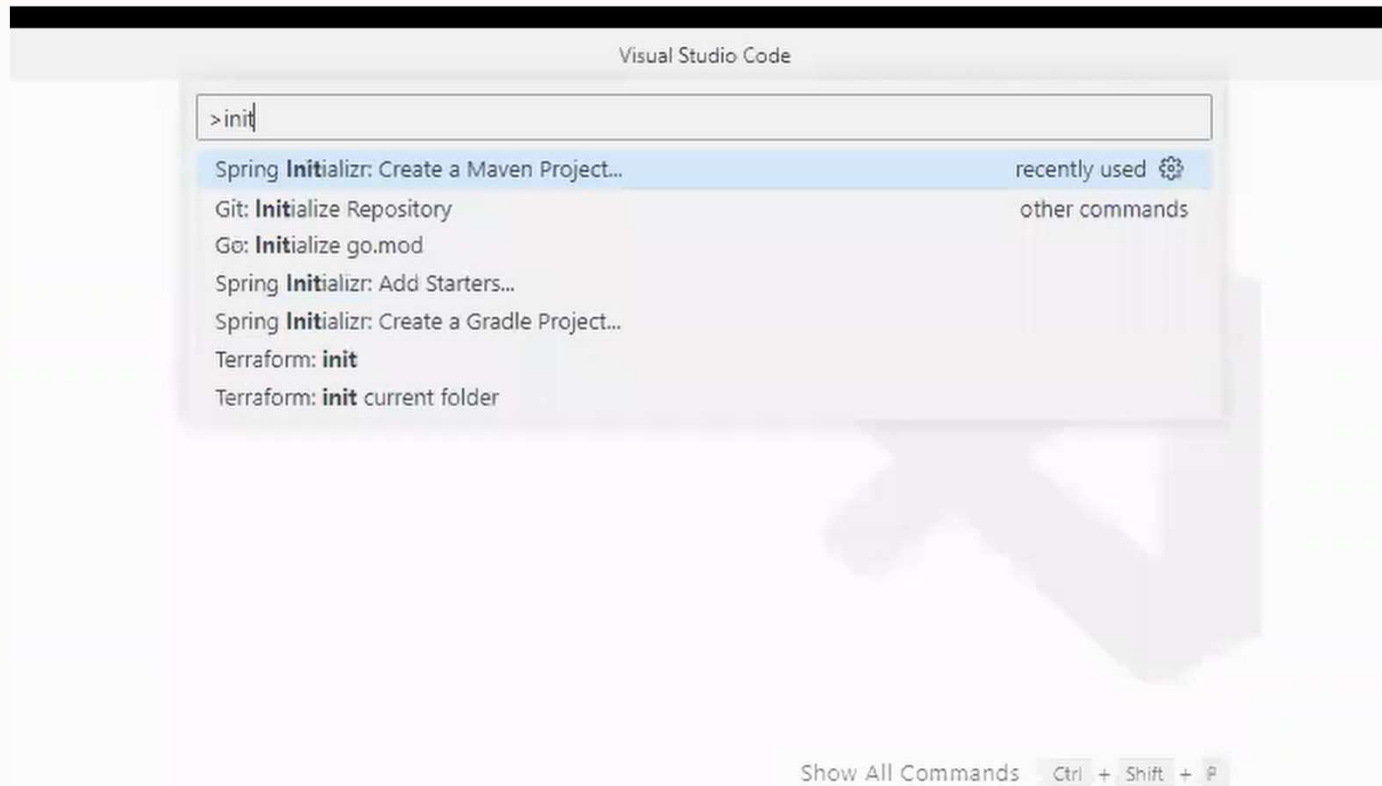 Visual Studio Code
>init
Spring Initializr: Create a Maven Project... recently used
Git: Initialize Repository other commands
Go: Initialize go.mod
Spring Initializr: Add Starters...
Spring Initializr: Create a Gradle Project...
Terraform: init
Terraform: init current folder
Show All Commands Ctrl + Shift + P